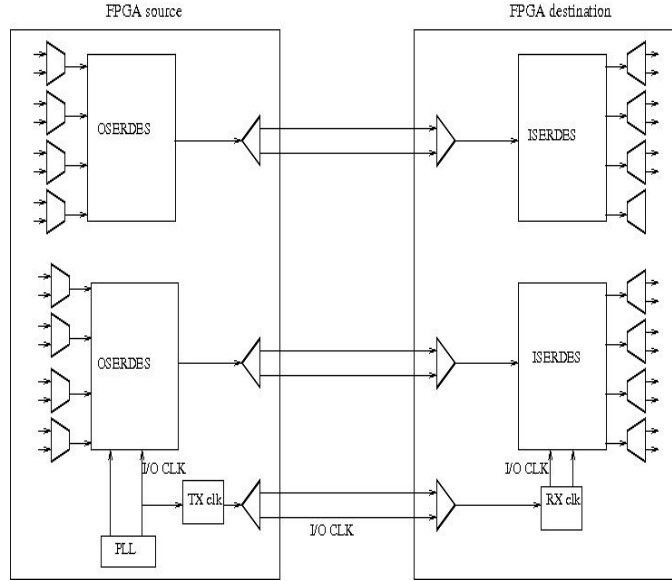 FPGA source
FPGA destination
OSERDES
ISERDES
OSERDES
ISERDES
I/O CLK
I/O CLK
TX clk
RX clk
I/O CLK
PLL